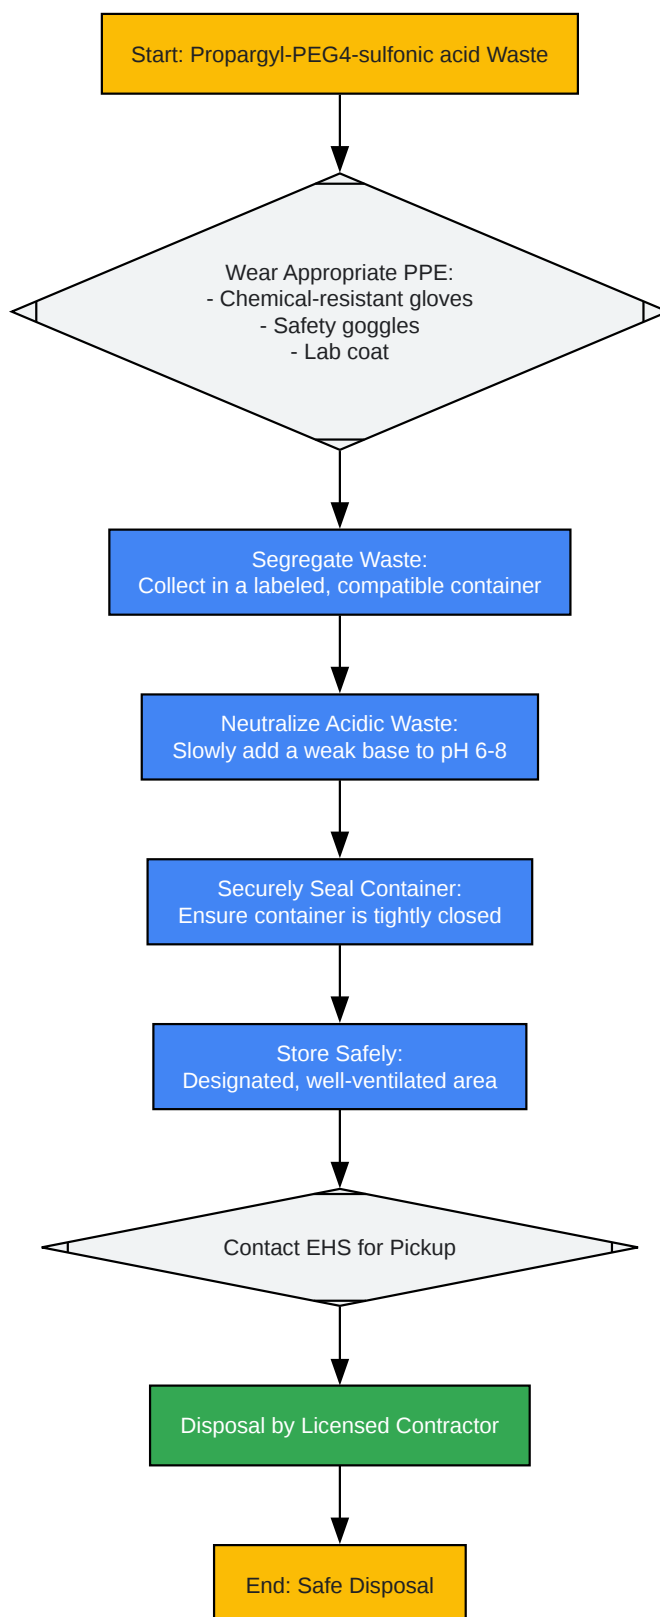 Start: Propargyl-PEG4-sulfonic acid Waste
Wear Appropriate PPE:
- Chemical-resistant gloves
- Safety goggles
- Lab coat
Segregate Waste:
Collect in a labeled, compatible container
Neutralize Acidic Waste:
Slowly add a weak base to pH 6-8
Securely Seal Container:
Ensure container is tightly closed
Store Safely:
Designated, well-ventilated area
Contact EHS for Pickup
Disposal by Licensed Contractor
End: Safe Disposal